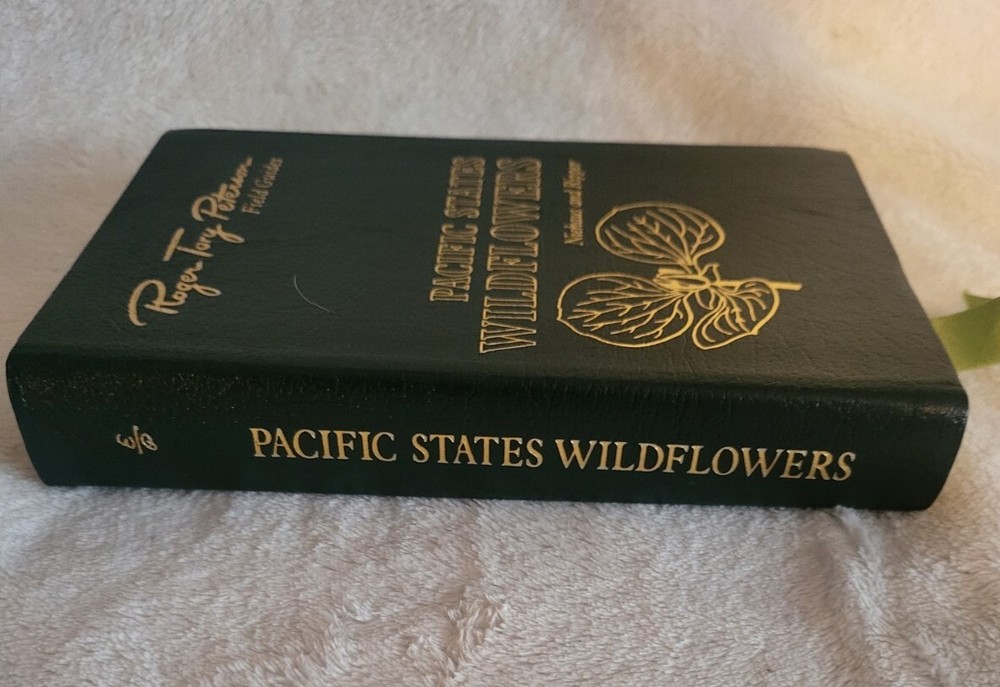 Roger Tory Peterson
Field Guides
PACIFIC STATES
WILDFLOWERS
Niehaus and Ripper
PACIFIC STATES WILDFLOWERS